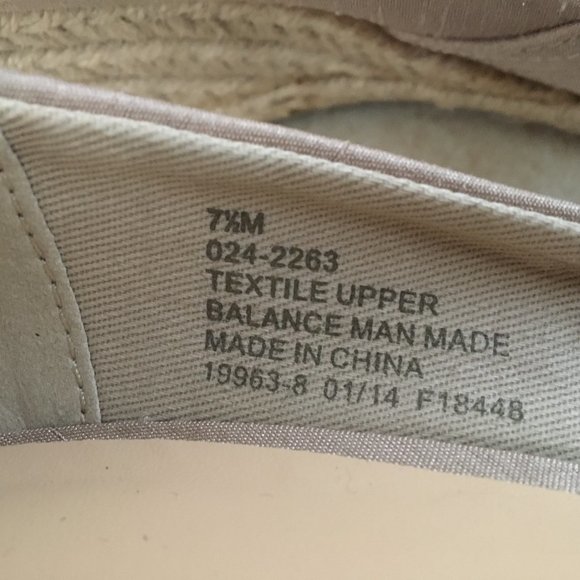 7½M
024-2263
TEXTILE UPPER
BALANCE MAN MADE
MADE IN CHINA
19963-8 01/14 F18448